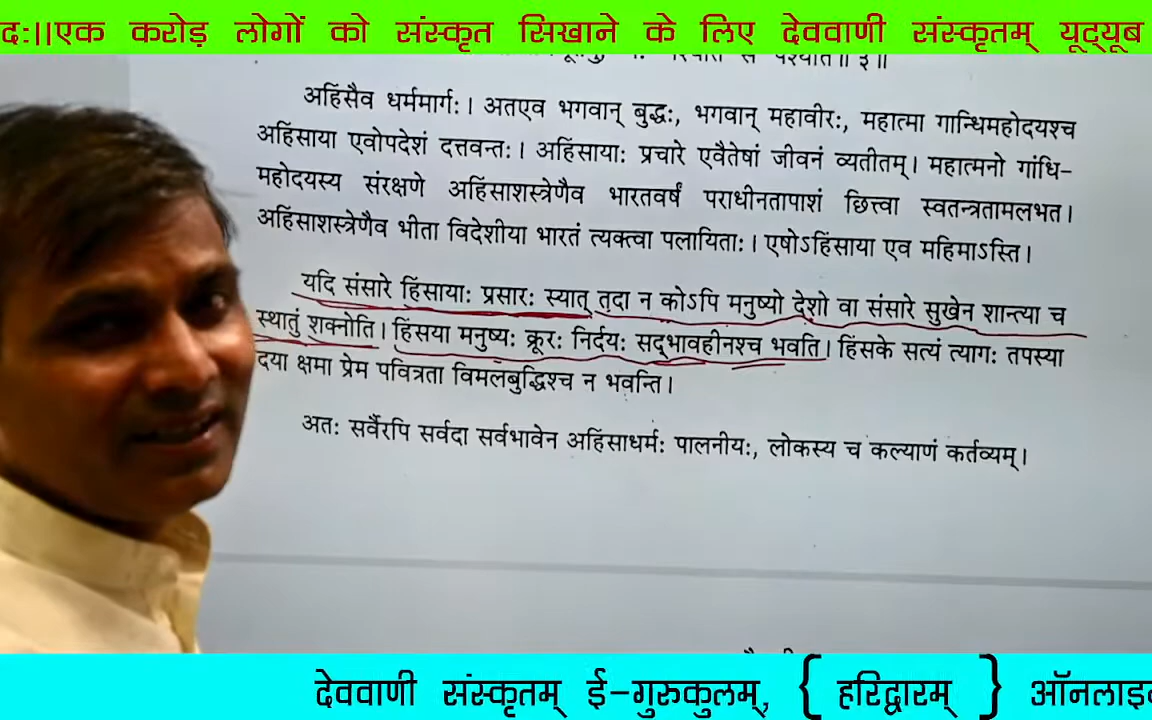 दः।।एक करोड़ लोगों को संस्कृत सिखाने के लिए देववाणी संस्कृतम् यूट्यूब
स पश्यति॥ ३॥
अहिंसैव धर्ममार्गः। अतएव भगवान् बुद्धः, भगवान् महावीरः, महात्मा गान्धिमहोदयश्च
अहिंसाया एवोपदेशं दत्तवन्तः। अहिंसायाः प्रचारे एवैतेषां जीवनं व्यतीतम्। महात्मनो गांधि-
महोदयस्य संरक्षणे अहिंसाशस्त्रेणैव भारतवर्षं पराधीनतापाशं छित्त्वा स्वतन्त्रतामलभत।
अहिंसाशस्त्रेणैव भीता विदेशीया भारतं त्यक्त्वा पलायिताः। एषोऽहिंसाया एव महिमाऽस्ति।
यदि संसारे हिंसायाः प्रसारः स्यात् तदा न कोऽपि मनुष्यो देशो वा संसारे सुखेन शान्त्या च
स्थातुं शक्नोति। हिंसया मनुष्यः क्रूरः निर्दयः सद्भावहीनश्च भवति। हिंसके सत्यं त्यागः तपस्या
दया क्षमा प्रेम पवित्रता विमलबुद्धिश्च न भवन्ति।
अतः सर्वैरपि सर्वदा सर्वभावेन अहिंसाधर्मः पालनीयः, लोकस्य च कल्याणं कर्तव्यम्।
देववाणी संस्कृतम् ई-गुरुकुलम्, { हरिद्वारम् }